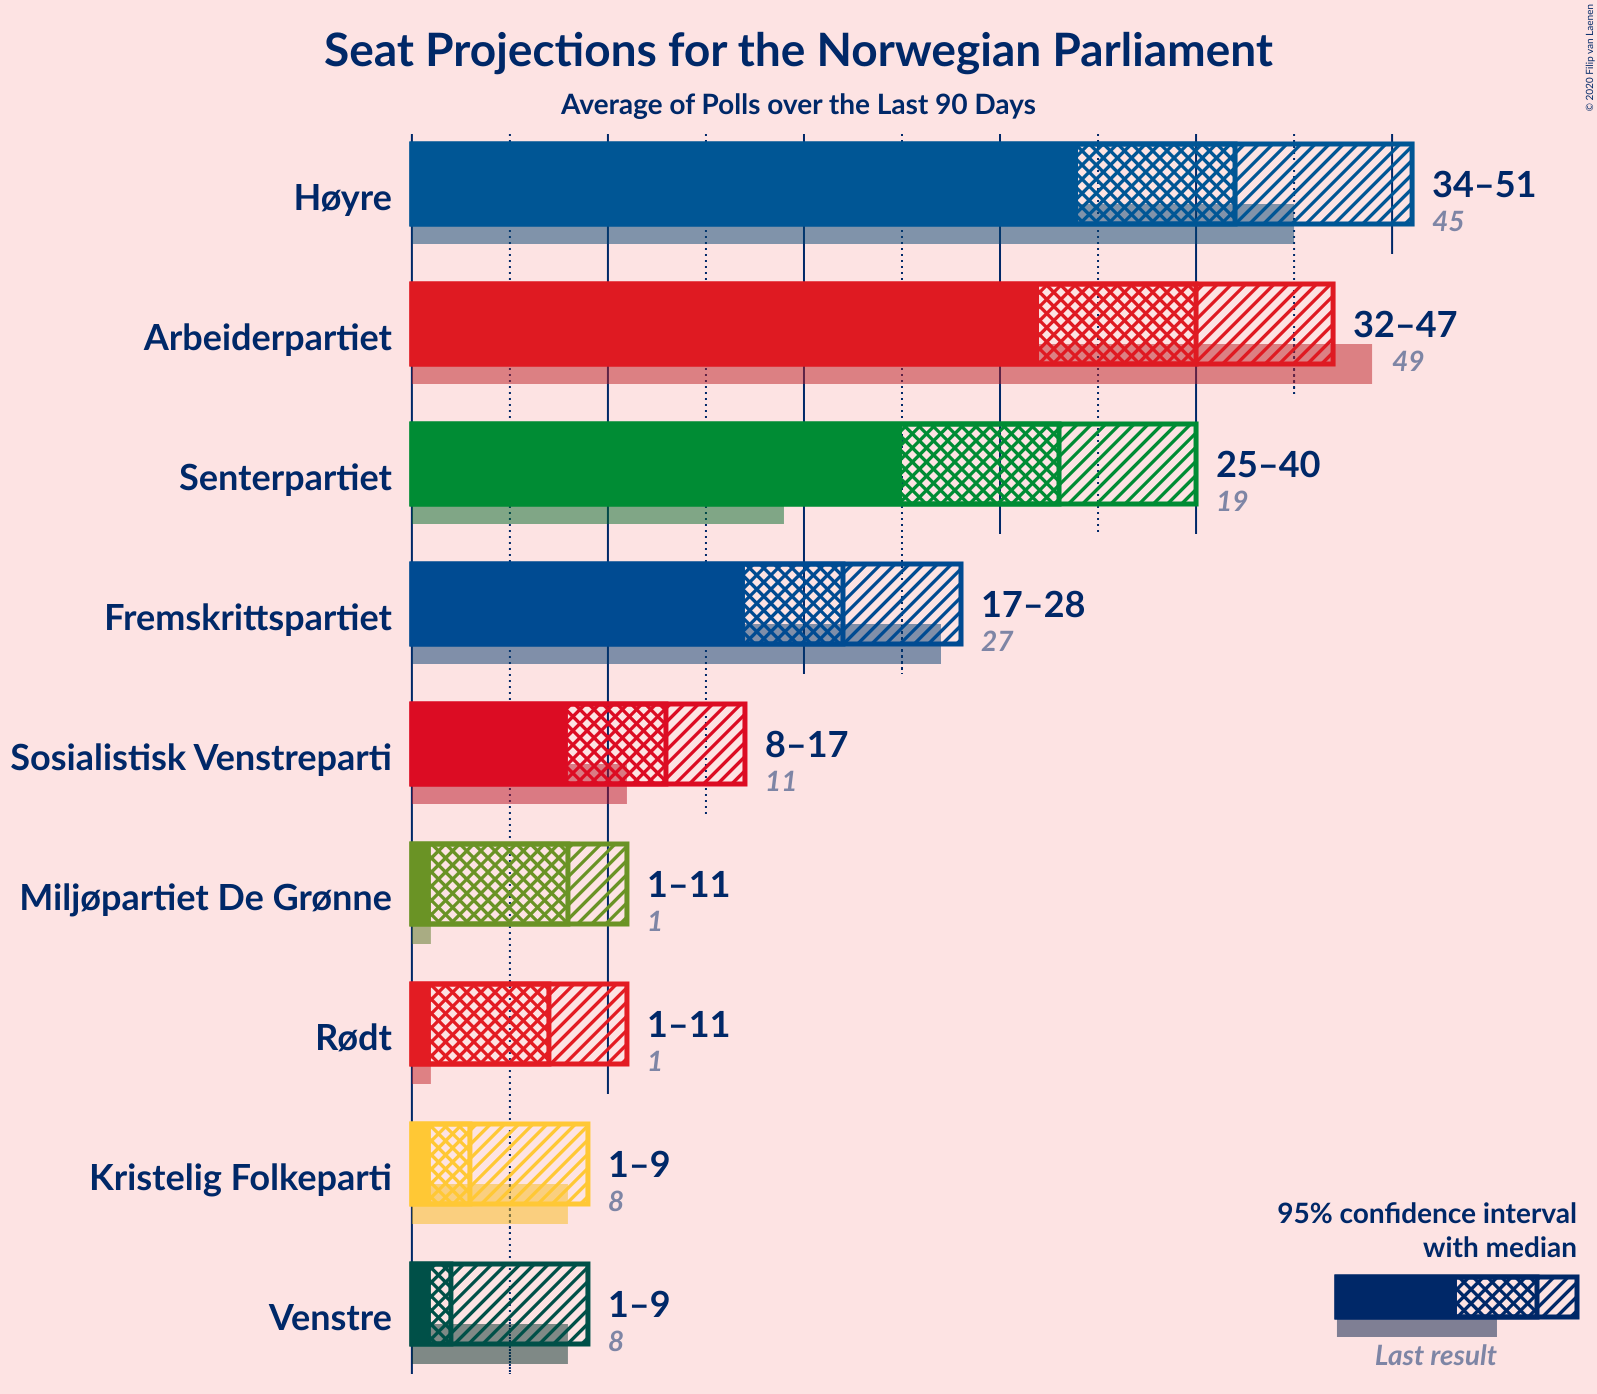 © 2020 Filip van Laenen
Seat Projections for the Norwegian Parliament
Average of Polls over the Last 90 Days
Høyre
34–51
45
Arbeiderpartiet
32–47
49
Senterpartiet
25–40
19
Fremskrittspartiet
17–28
27
Sosialistisk Venstreparti
8–17
11
Miljøpartiet De Grønne
1–11
1
Rødt
1–11
1
Kristelig Folkeparti
1–9
8
Venstre
1–9
8
95% confidence interval
with median
Last result